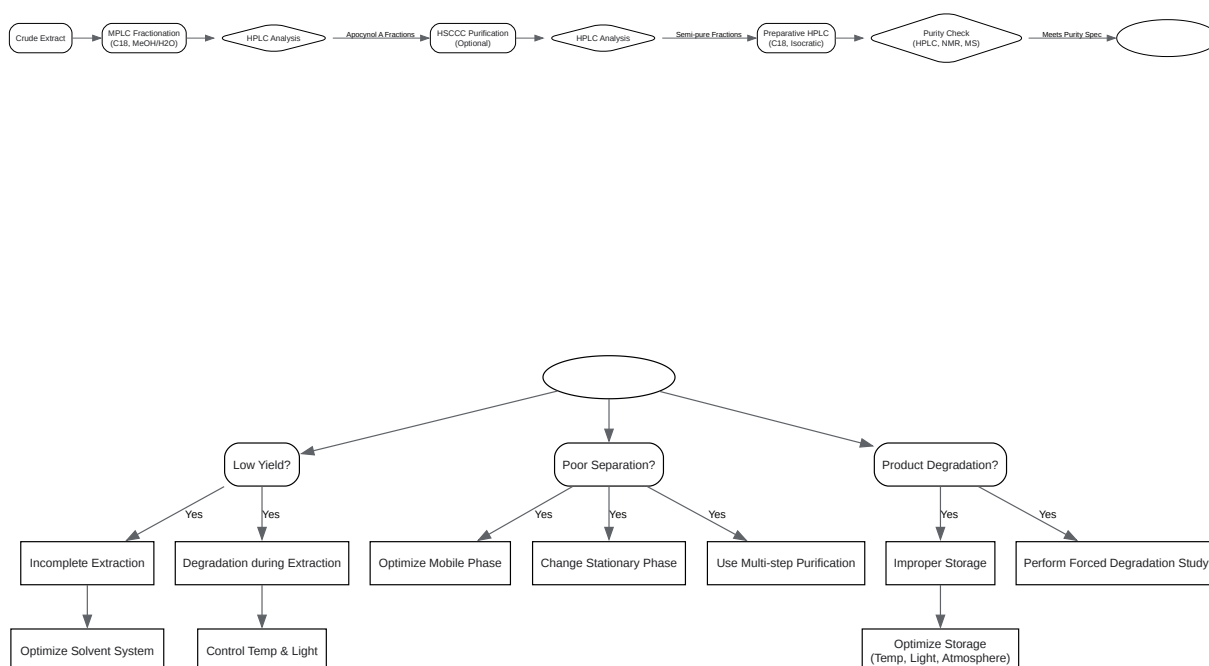 Crude Extract
MPLC Fractionation
(C18, MeOH/H2O)
HPLC Analysis
Apocynol A Fractions
HSCCC Purification
(Optional)
HPLC Analysis
Semi-pure Fractions
Preparative HPLC
(C18, Isocratic)
Purity Check
(HPLC, NMR, MS)
Meets Purity Spec
Low Yield?
Poor Separation?
Product Degradation?
Yes
Yes
Yes
Yes
Yes
Yes
Yes
Incomplete Extraction
Degradation during Extraction
Optimize Mobile Phase
Change Stationary Phase
Use Multi-step Purification
Improper Storage
Perform Forced Degradation Study
Optimize Solvent System
Control Temp & Light
Optimize Storage
(Temp, Light, Atmosphere)